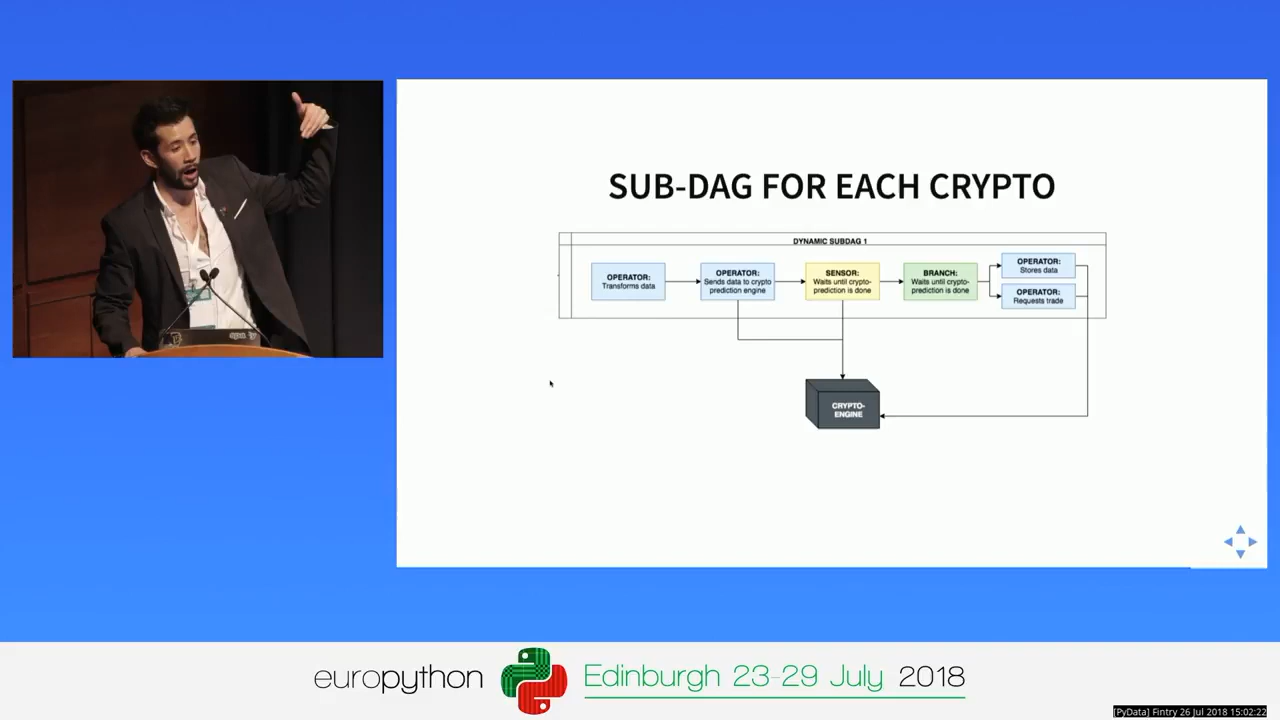 SUB-DAG FOR EACH CRYPTO
DYNAMIC SUBDAG 1
OPERATOR:
Transforms data
OPERATOR:
Sends data to crypto
prediction engine
SENSOR:
Waits until crypto-
prediction is done
BRANCH:
Waits until crypto-
prediction is done
OPERATOR:
Stores data
OPERATOR:
Requests trade
CRYPTO-
ENGINE
europython
Edinburgh 23-29 July 2018
[PyData] Fintry 26 Jul 2018 15:02:22